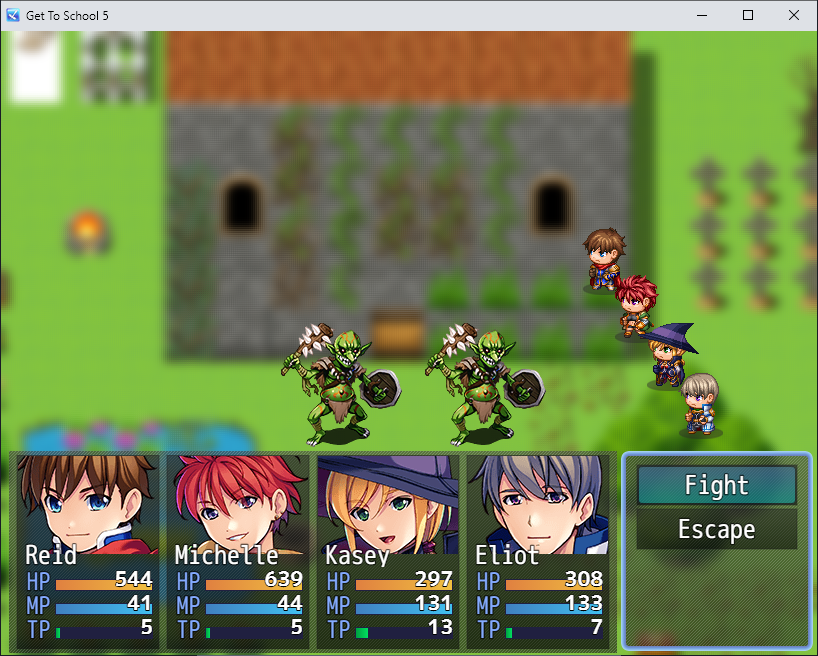 Get To School 5
Fight
Escape
Reid Michelle Kasey Eliot
HP 544 HP 639 HP 297 HP 308
MP 41 MP 44 MP 131 MP 133
TP 5 TP 5 TP 13 TP 7